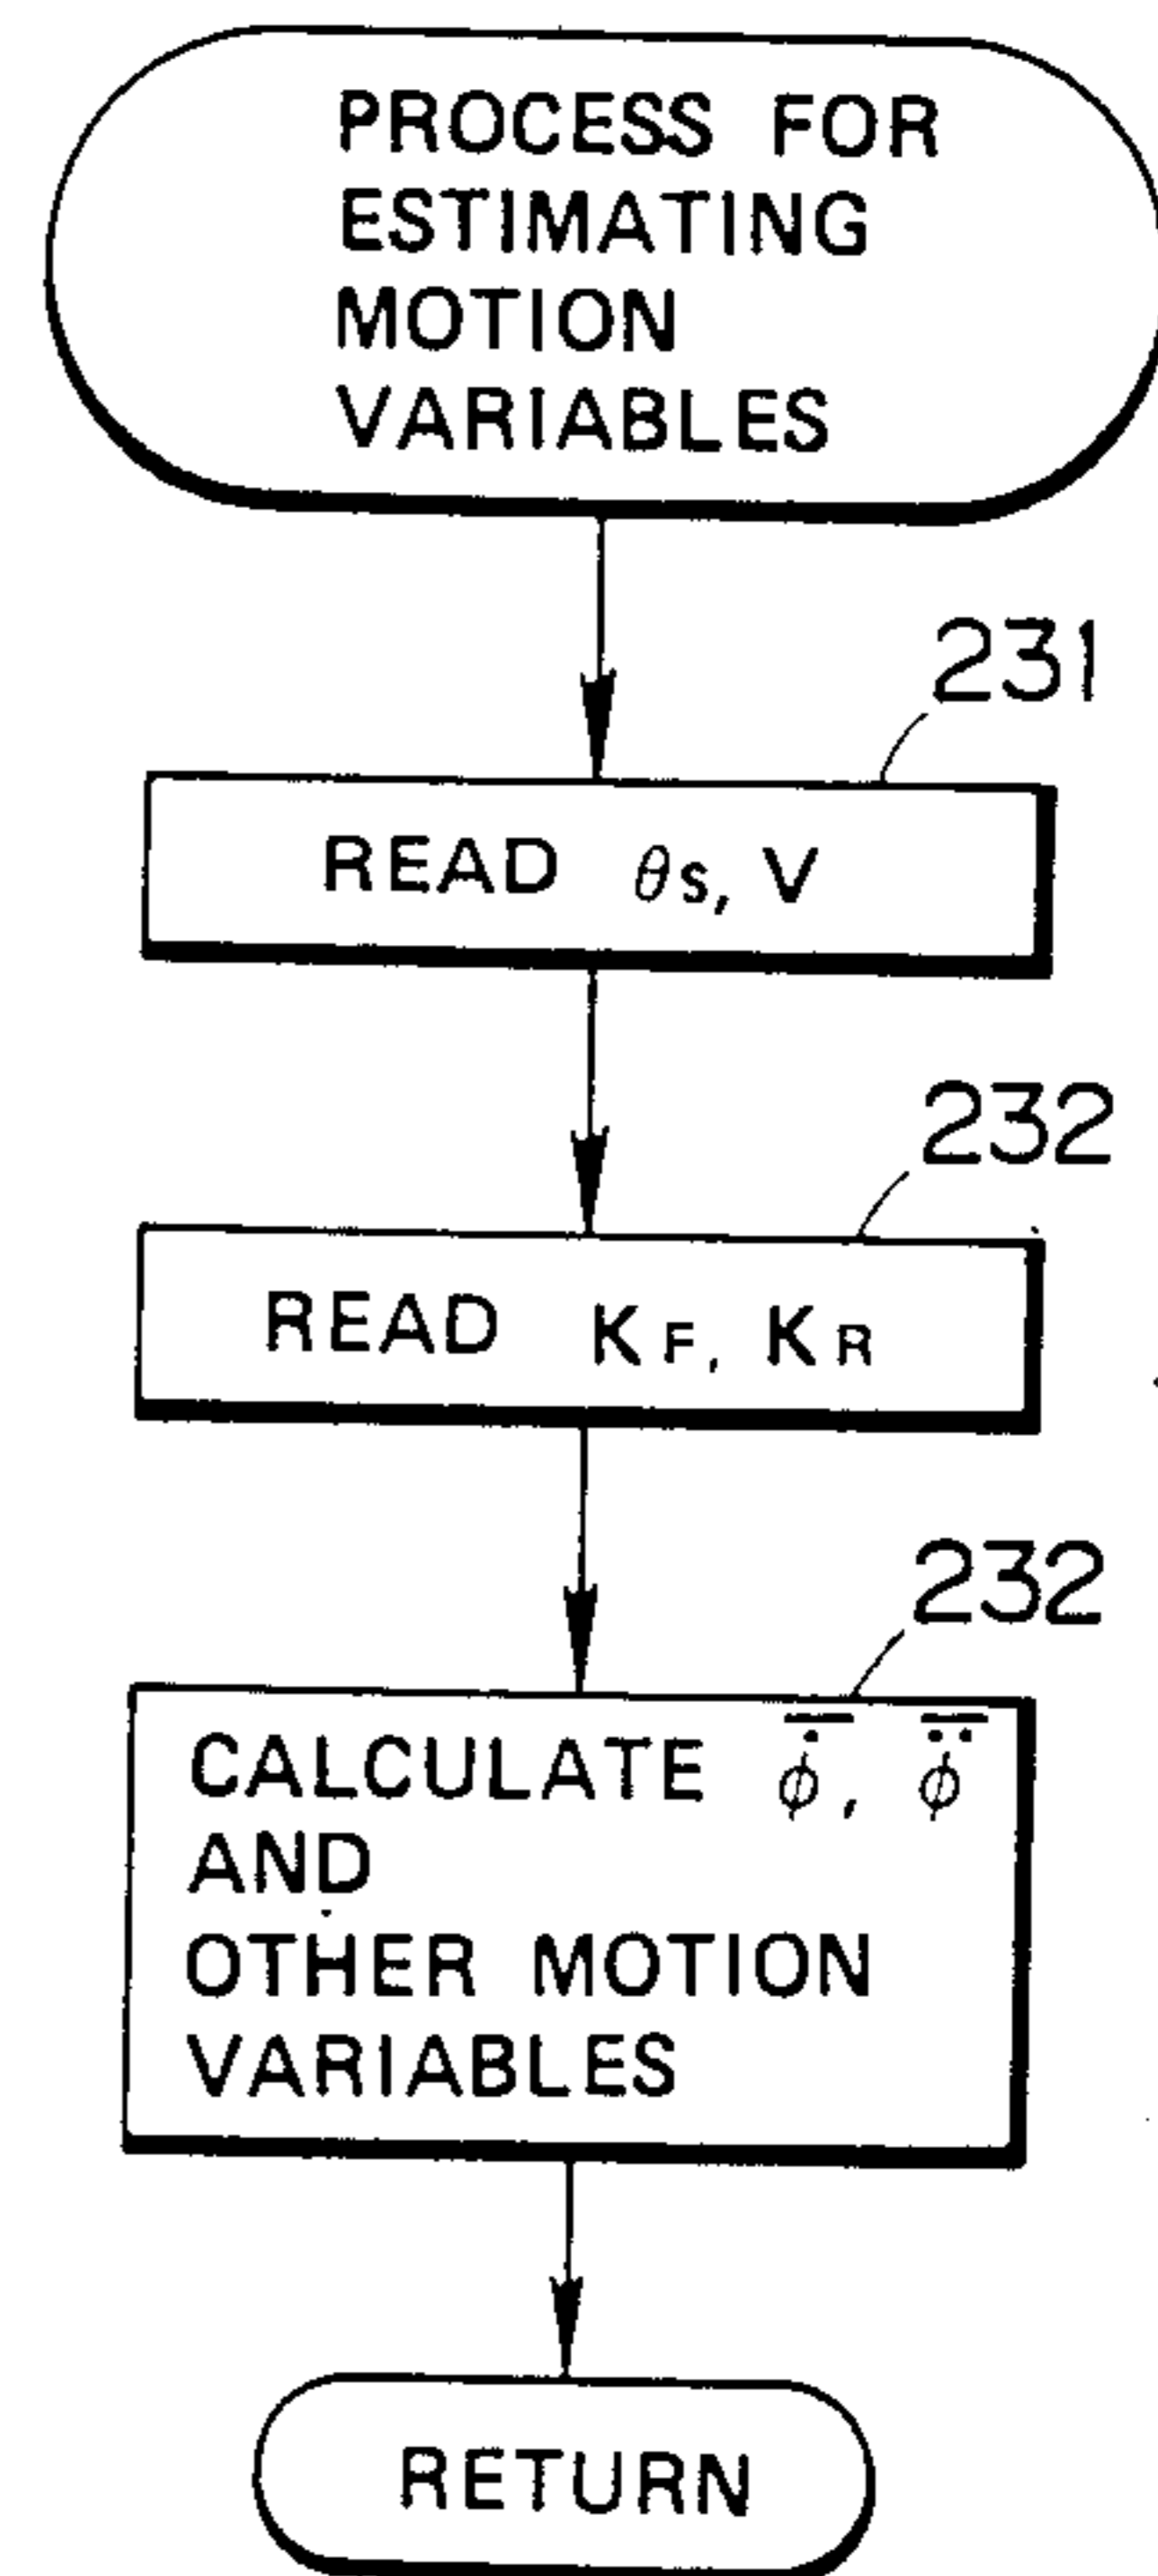 PROCESS FOR
ESTIMATING
MOTION
VARIABLES
231
READ θs, V
232
READ KF, KR
232
CALCULATE φ̇̅, φ̈̅
AND
OTHER MOTION
VARIABLES
RETURN